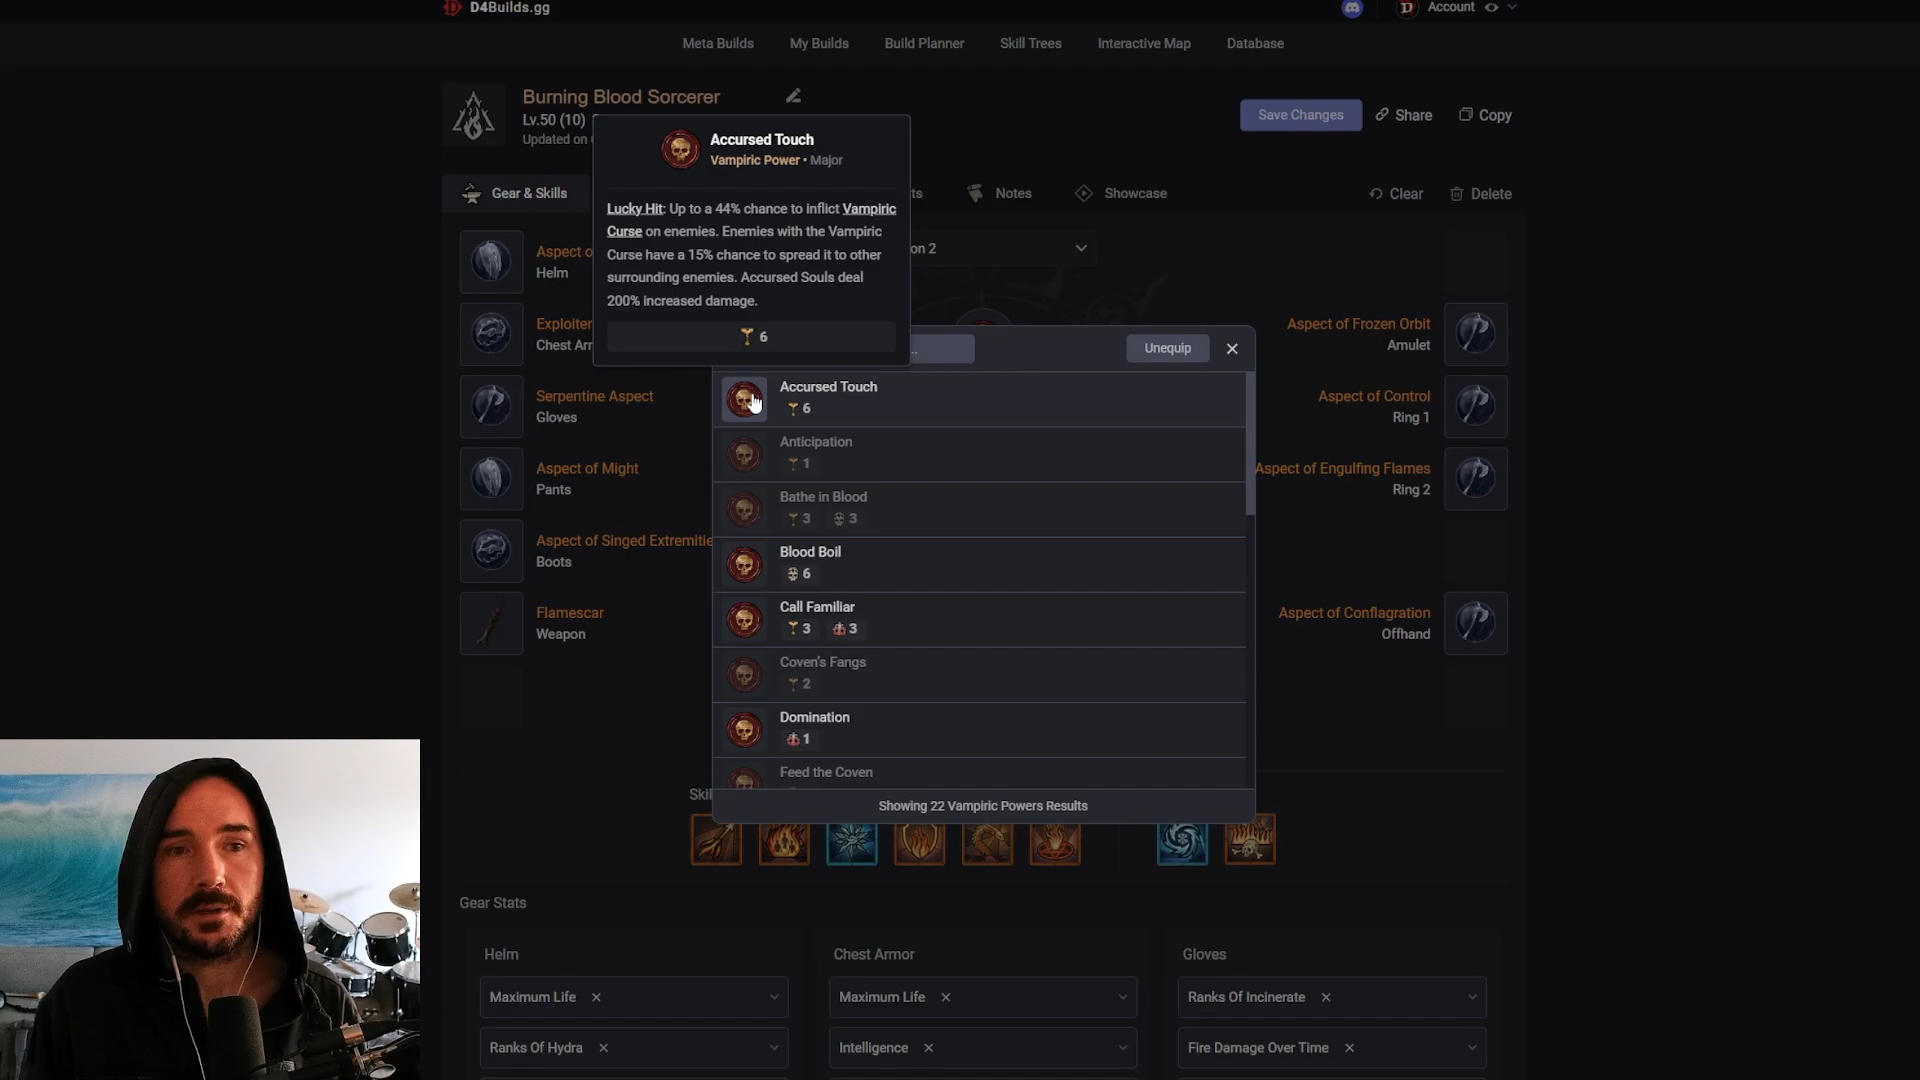 D4Builds.gg
Account
Meta Builds
My Builds
Build Planner
Skill Trees
Interactive Map
Database
Burning Blood Sorcerer
Lv.50 (10)
Updated on
Save Changes
Share
Copy
Accursed Touch
Vampiric Power • Major
Lucky Hit: Up to a 44% chance to inflict Vampiric
Curse on enemies. Enemies with the Vampiric
Curse have a 15% chance to spread it to other
surrounding enemies. Accursed Souls deal
200% increased damage.
6
Gear & Skills
Notes
Showcase
Clear
Delete
Aspect
Helm
Exploiter
Chest
Serpentine Aspect
Gloves
Aspect of Might
Pants
Aspect of Singed Extremitie
Boots
Flamescar
Weapon
on 2
Unequip
Accursed Touch
6
Anticipation
1
Bathe in Blood
3 3
Blood Boil
6
Call Familiar
3 3
Coven's Fangs
2
Domination
1
Feed the Coven
Showing 22 Vampiric Powers Results
Aspect of Frozen Orbit
Amulet
Aspect of Control
Ring 1
Aspect of Engulfing Flames
Ring 2
Aspect of Conflagration
Offhand
Skil
Gear Stats
Helm
Maximum Life
Ranks Of Hydra
Chest Armor
Maximum Life
Intelligence
Gloves
Ranks Of Incinerate
Fire Damage Over Time